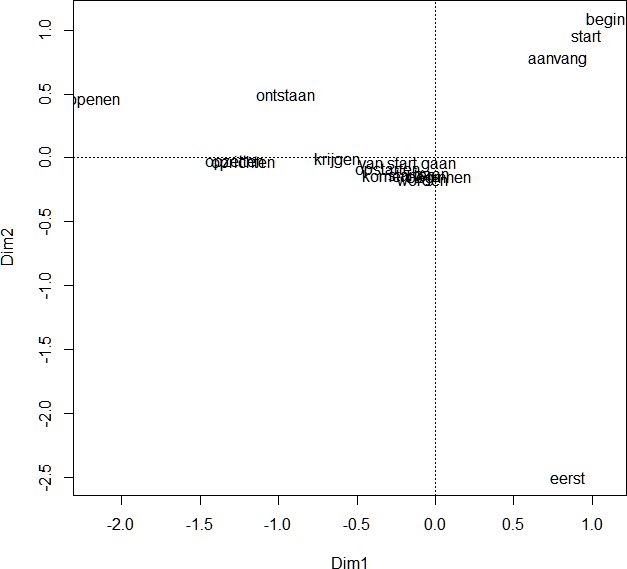 begin
1.0
start
aanvang
0.5
ppenen
ontstaan
0.0
krijgen
van start gaan
opstarten
worden
-0.5
Dim2
-1.0
-1.5
-2.0
-2.5
eerst
-2.0
-1.5
-1.0
-0.5
0.0
0.5
1.0
Dim1